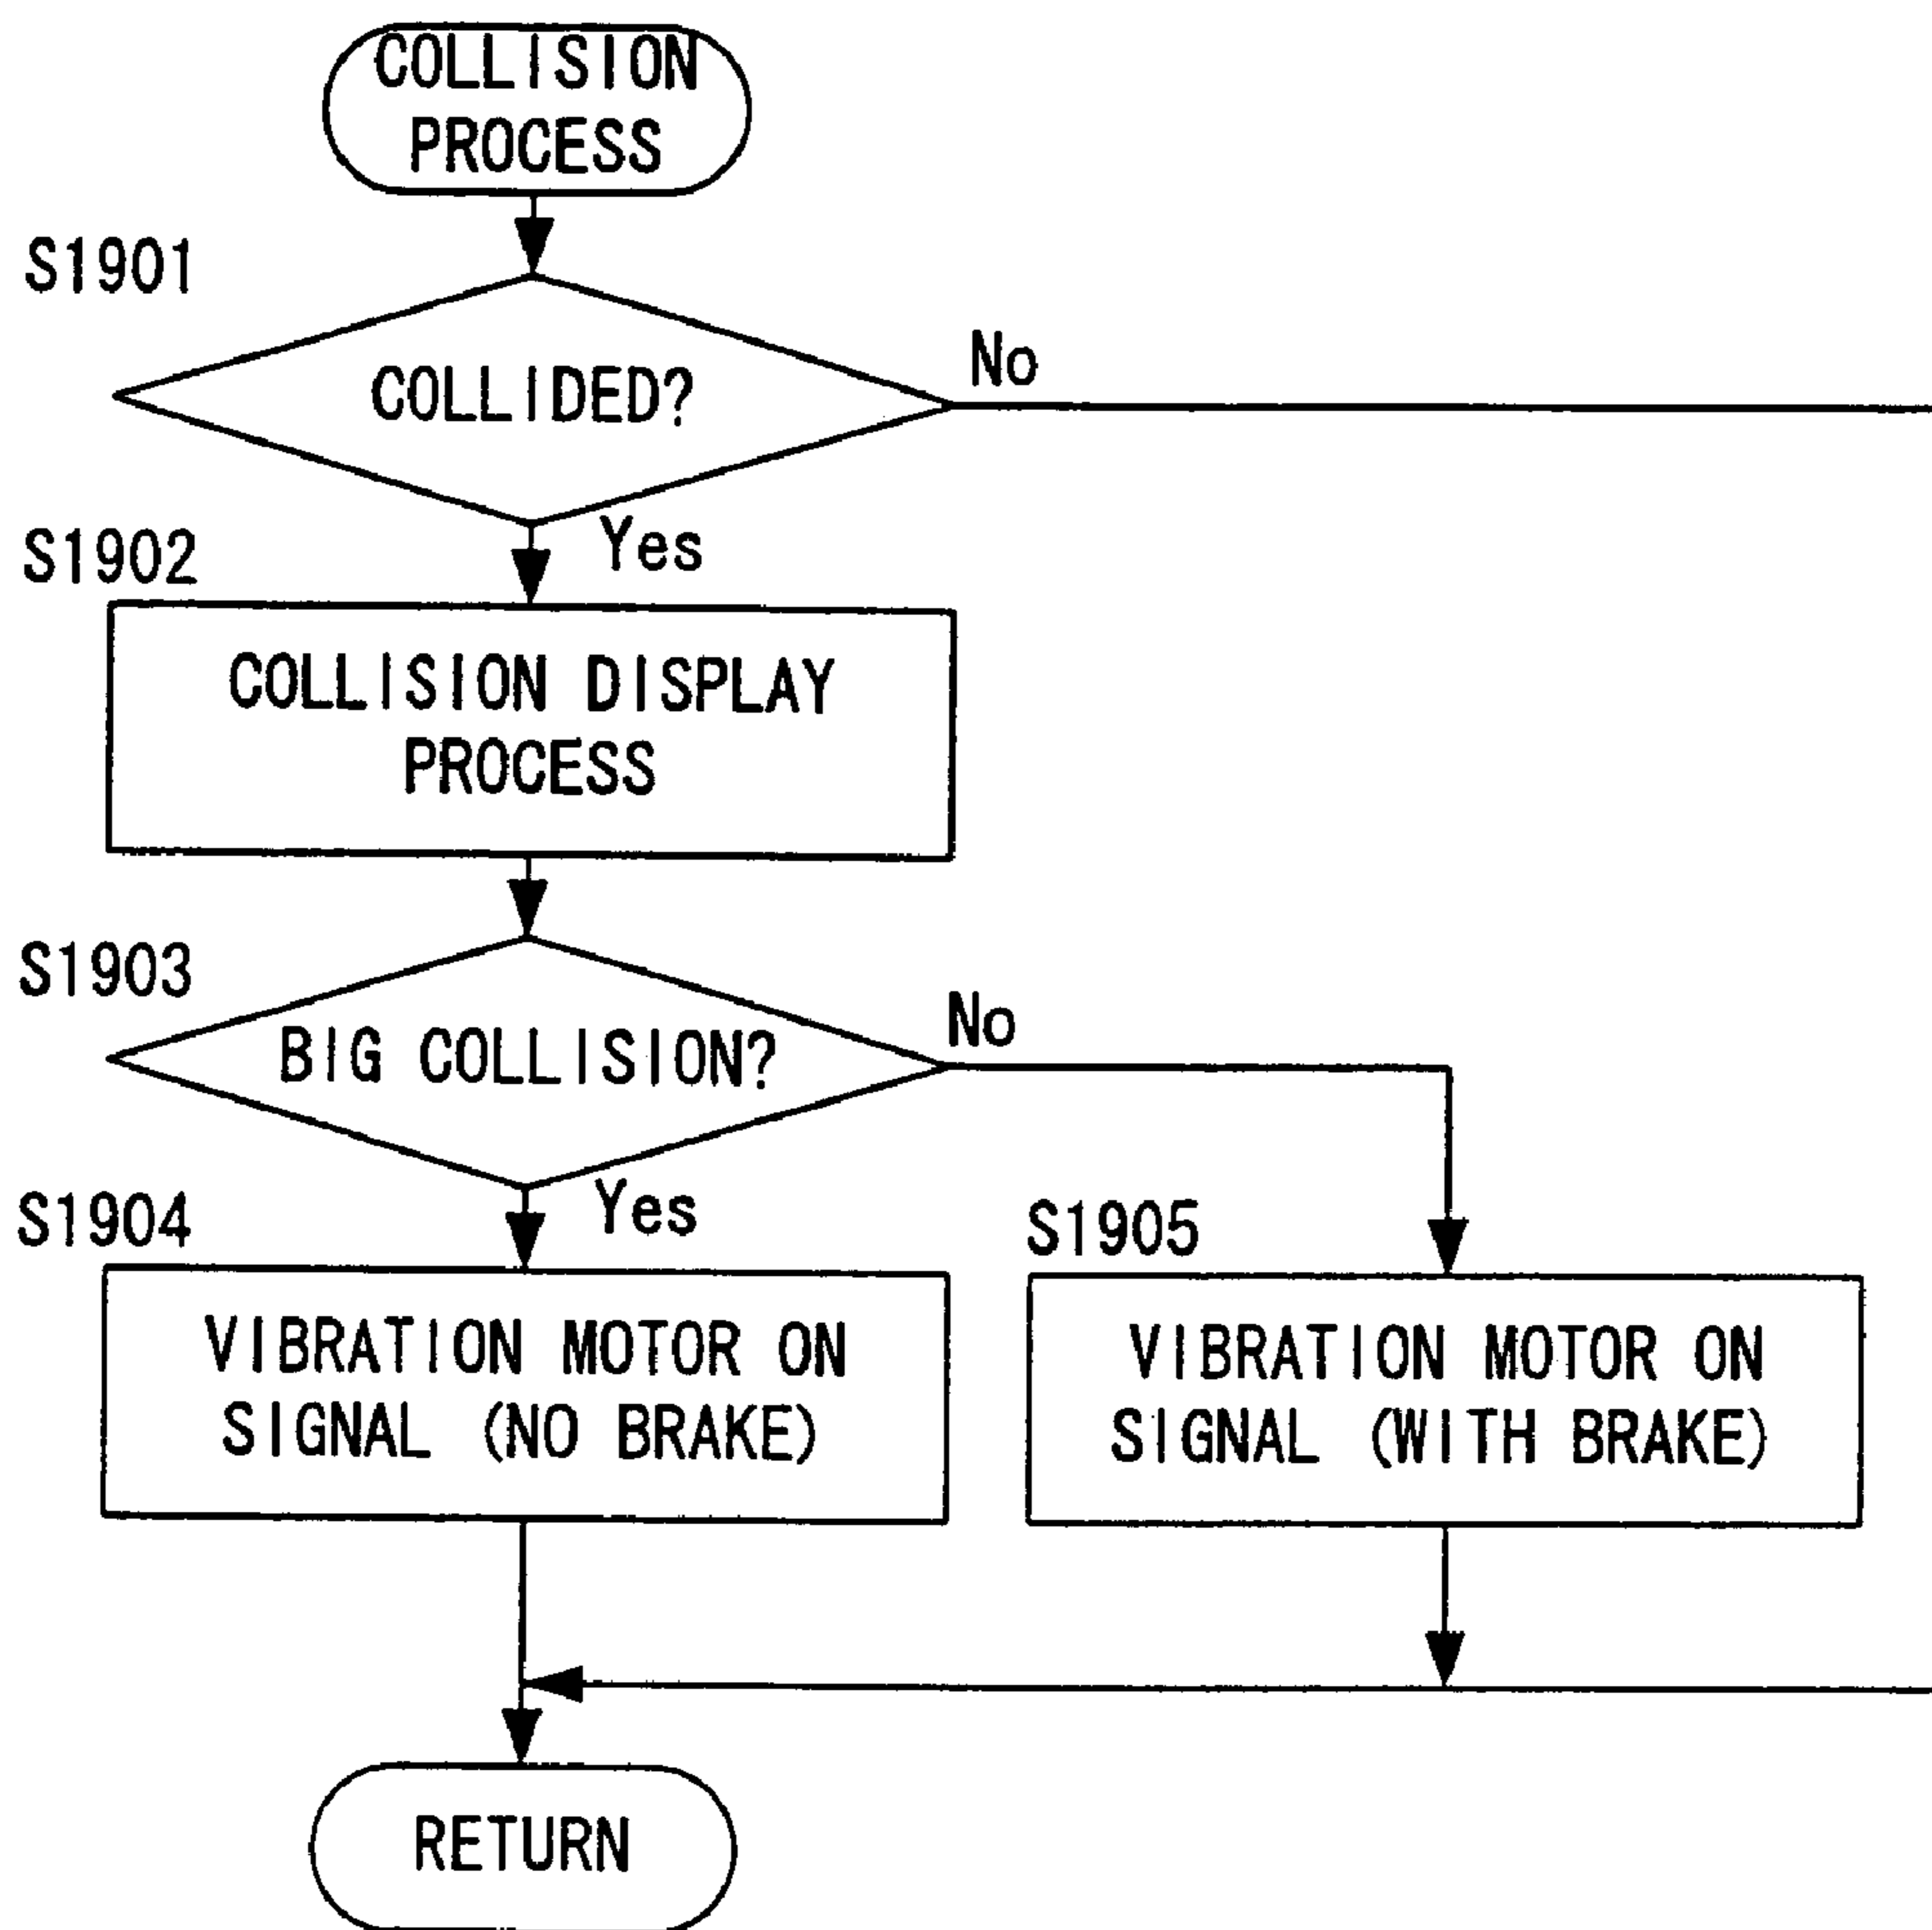 COLLISION
PROCESS
S1901
COLLIDED?
No
Yes
S1902
COLLISION DISPLAY
PROCESS
S1903
BIG COLLISION?
No
Yes
S1904
VIBRATION MOTOR ON
SIGNAL (NO BRAKE)
S1905
VIBRATION MOTOR ON
SIGNAL (WITH BRAKE)
RETURN